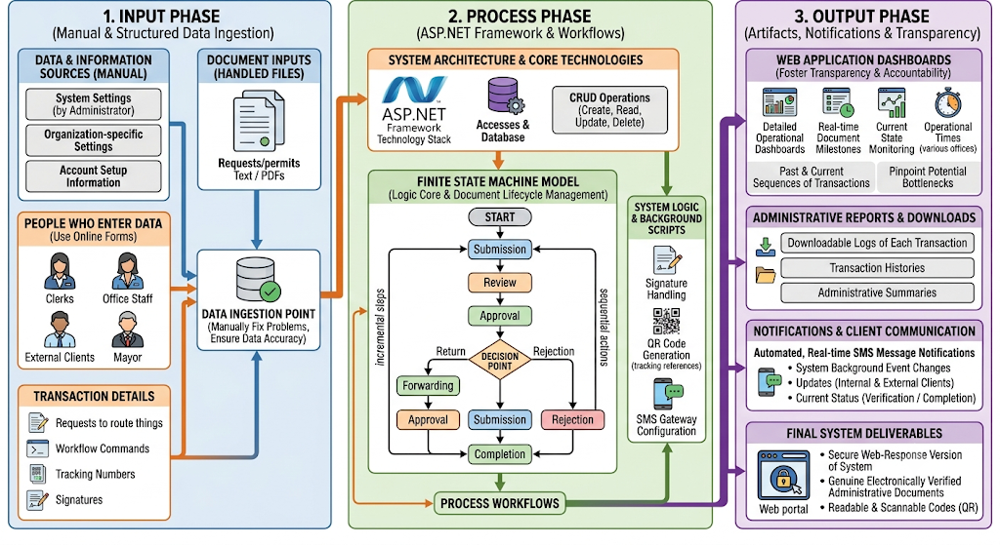 1. INPUT PHASE
(Manual & Structured Data Ingestion)
DATA & INFORMATION
SOURCES (MANUAL)
System Settings
(by Administrator)
Organization-specific
Settings
Account Setup
Information
DOCUMENT INPUTS
(HANDLED FILES)
Requests/permits
Text / PDFs
PEOPLE WHO ENTER DATA
(Use Online Forms)
Clerks
Office Staff
External Clients
Mayor
DATA INGESTION POINT
(Manually Fix Problems,
Ensure Data Accuracy)
TRANSACTION DETAILS
Requests to route things
Workflow Commands
Tracking Numbers
Signatures
2. PROCESS PHASE
(ASP.NET Framework & Workflows)
SYSTEM ARCHITECTURE & CORE TECHNOLOGIES
ASP.NET
Framework
Technology Stack
Accesses &
Database
CRUD Operations
(Create, Read,
Update, Delete)
FINITE STATE MACHINE MODEL
(Logic Core & Document Lifecycle Management)
START
Submission
Review
Approval
incremental steps
sequential actions
Return
Rejection
DECISION
POINT
Forwarding
Approval
Submission
Rejection
Completion
SYSTEM LOGIC
& BACKGROUND
SCRIPTS
Signature
Handling
QR Code
Generation
(tracking references)
SMS Gateway
Configuration
PROCESS WORKFLOWS
3. OUTPUT PHASE
(Artifacts, Notifications & Transparency)
WEB APPLICATION DASHBOARDS
(Foster Transparency & Accountability)
Detailed
Operational
Dashboards
Real-time
Document
Milestones
Current
State
Monitoring
Operational
Times
(various offices)
Past & Current
Sequences of Transactions
Pinpoint Potential
Bottlenecks
ADMINISTRATIVE REPORTS & DOWNLOADS
Downloadable Logs of Each Transaction
Transaction Histories
Administrative Summaries
NOTIFICATIONS & CLIENT COMMUNICATION
Automated, Real-time SMS Message Notifications
• System Background Event Changes
• Updates (Internal & External Clients)
• Current Status (Verification / Completion)
FINAL SYSTEM DELIVERABLES
Web portal
• Secure Web-Response Version
of System
• Genuine Electronically Verified
Administrative Documents
• Readable & Scannable Codes (QR)